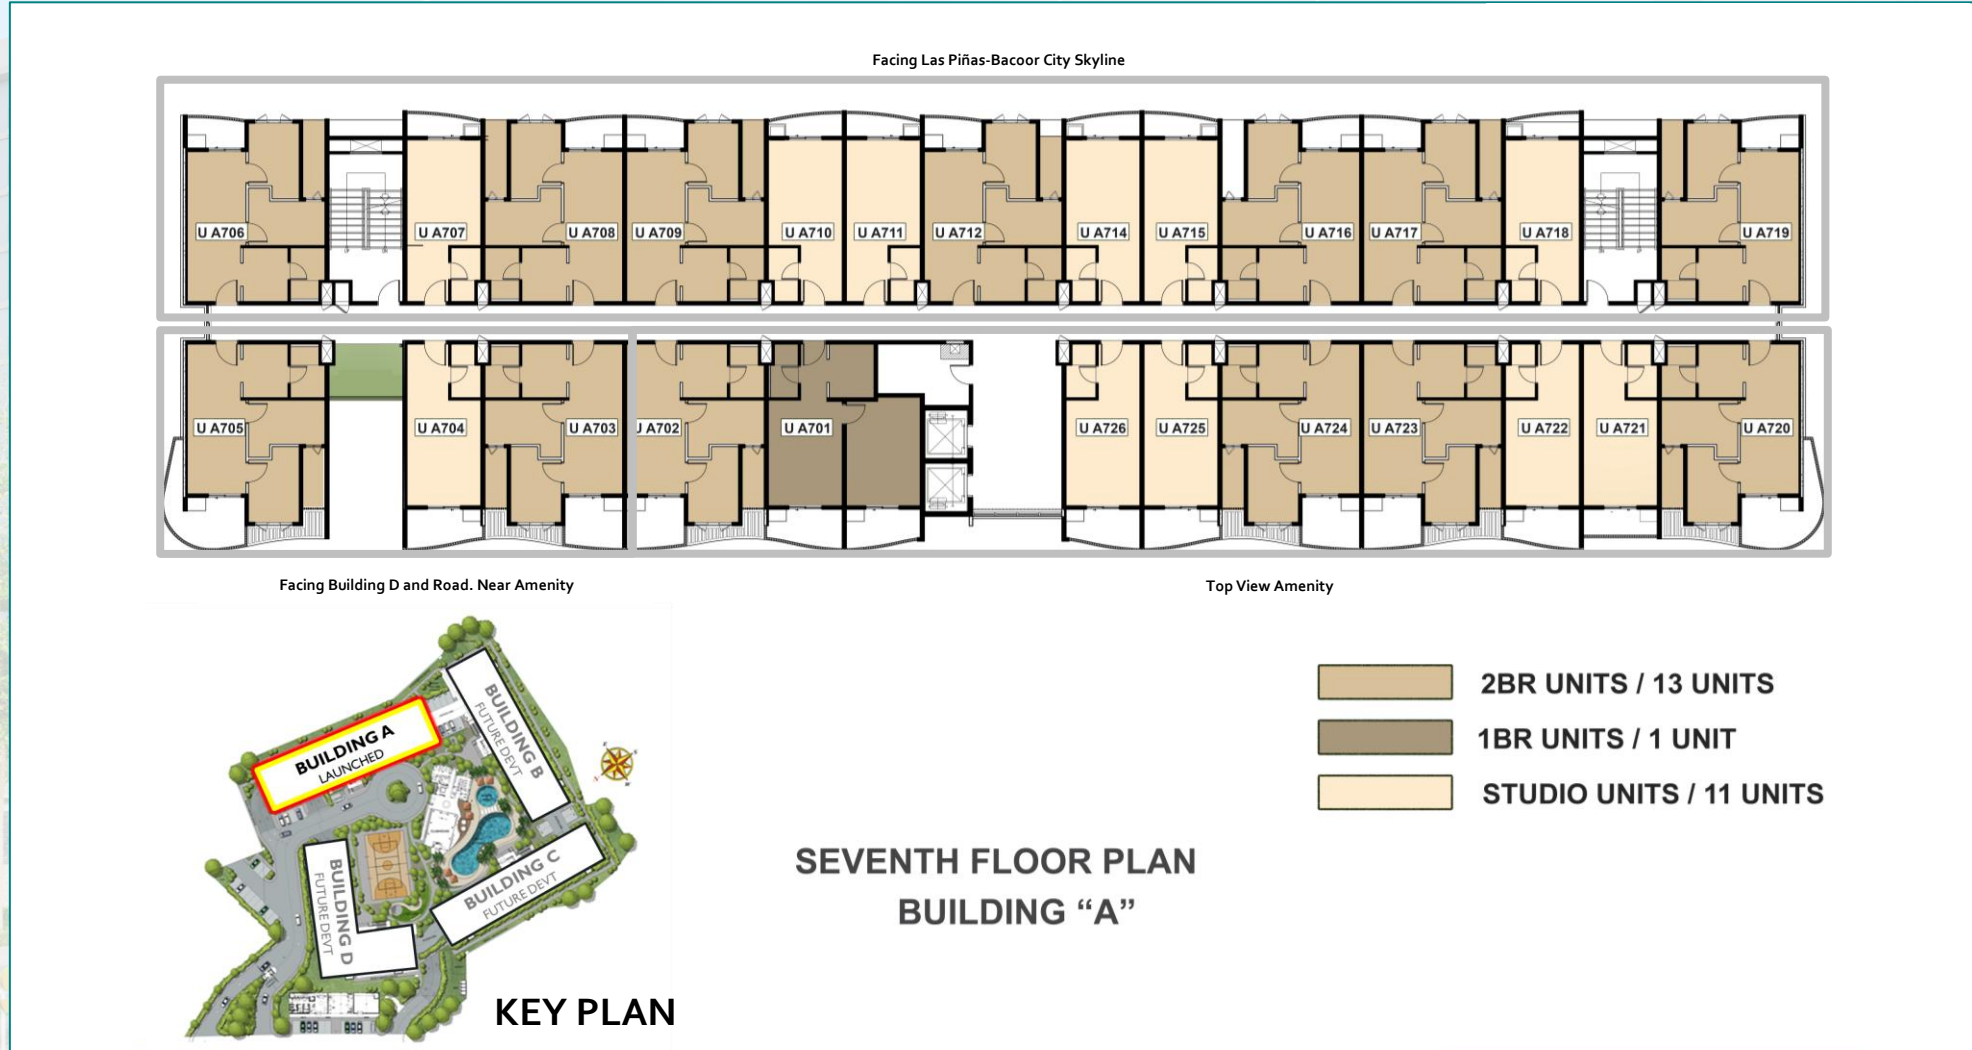 Facing Las Piñas-Bacoor City Skyline
U A706
U A707
U A708
U A709
U A710
U A711
U A712
U A714
U A715
U A716
U A717
U A718
U A719
U A705
U A704
U A703
U A702
U A701
U A726
U A725
U A724
U A723
U A722
U A721
U A720
Facing Building D and Road. Near Amenity
Top View Amenity
BUILDING A
LAUNCHED
BUILDING B
FUTURE DEVT
BUILDING C
FUTURE DEVT
BUILDING D
FUTURE DEVT
KEY PLAN
2BR UNITS / 13 UNITS
1BR UNITS / 1 UNIT
STUDIO UNITS / 11 UNITS
SEVENTH FLOOR PLAN
BUILDING “A”